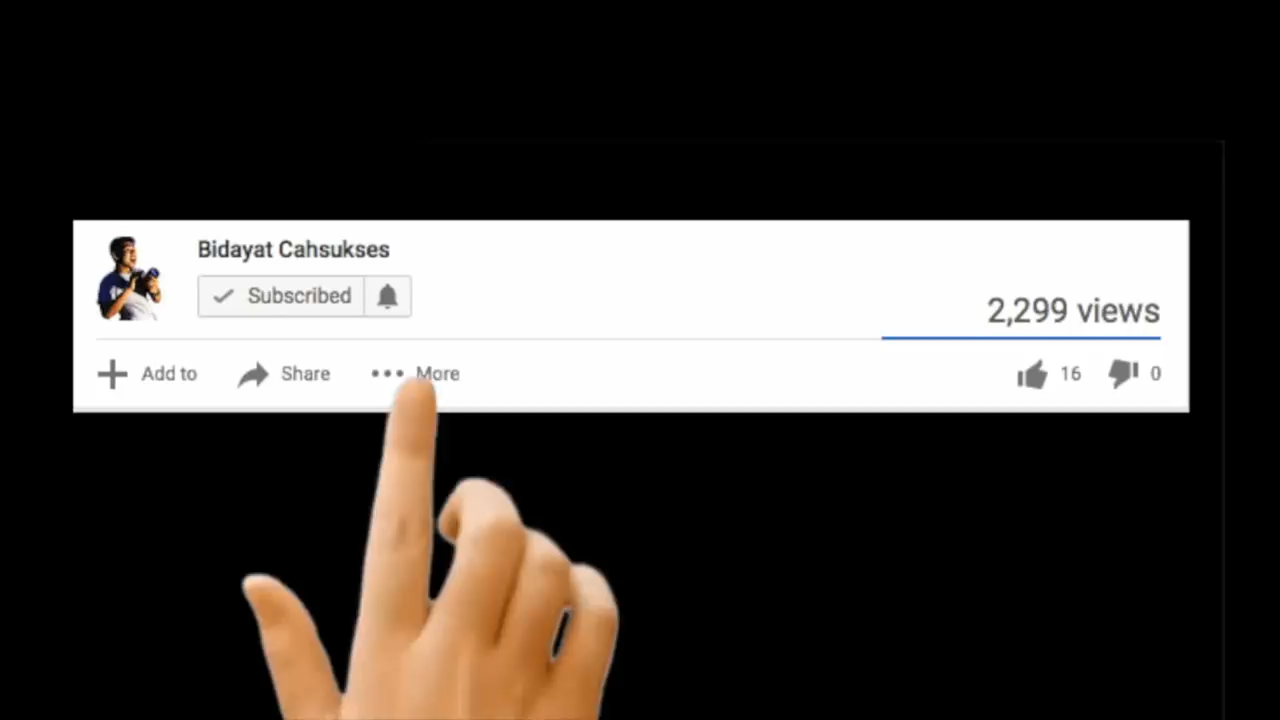 Bidayat Cahsukses
Subscribed
2,299 views
Add to Share More 16 0